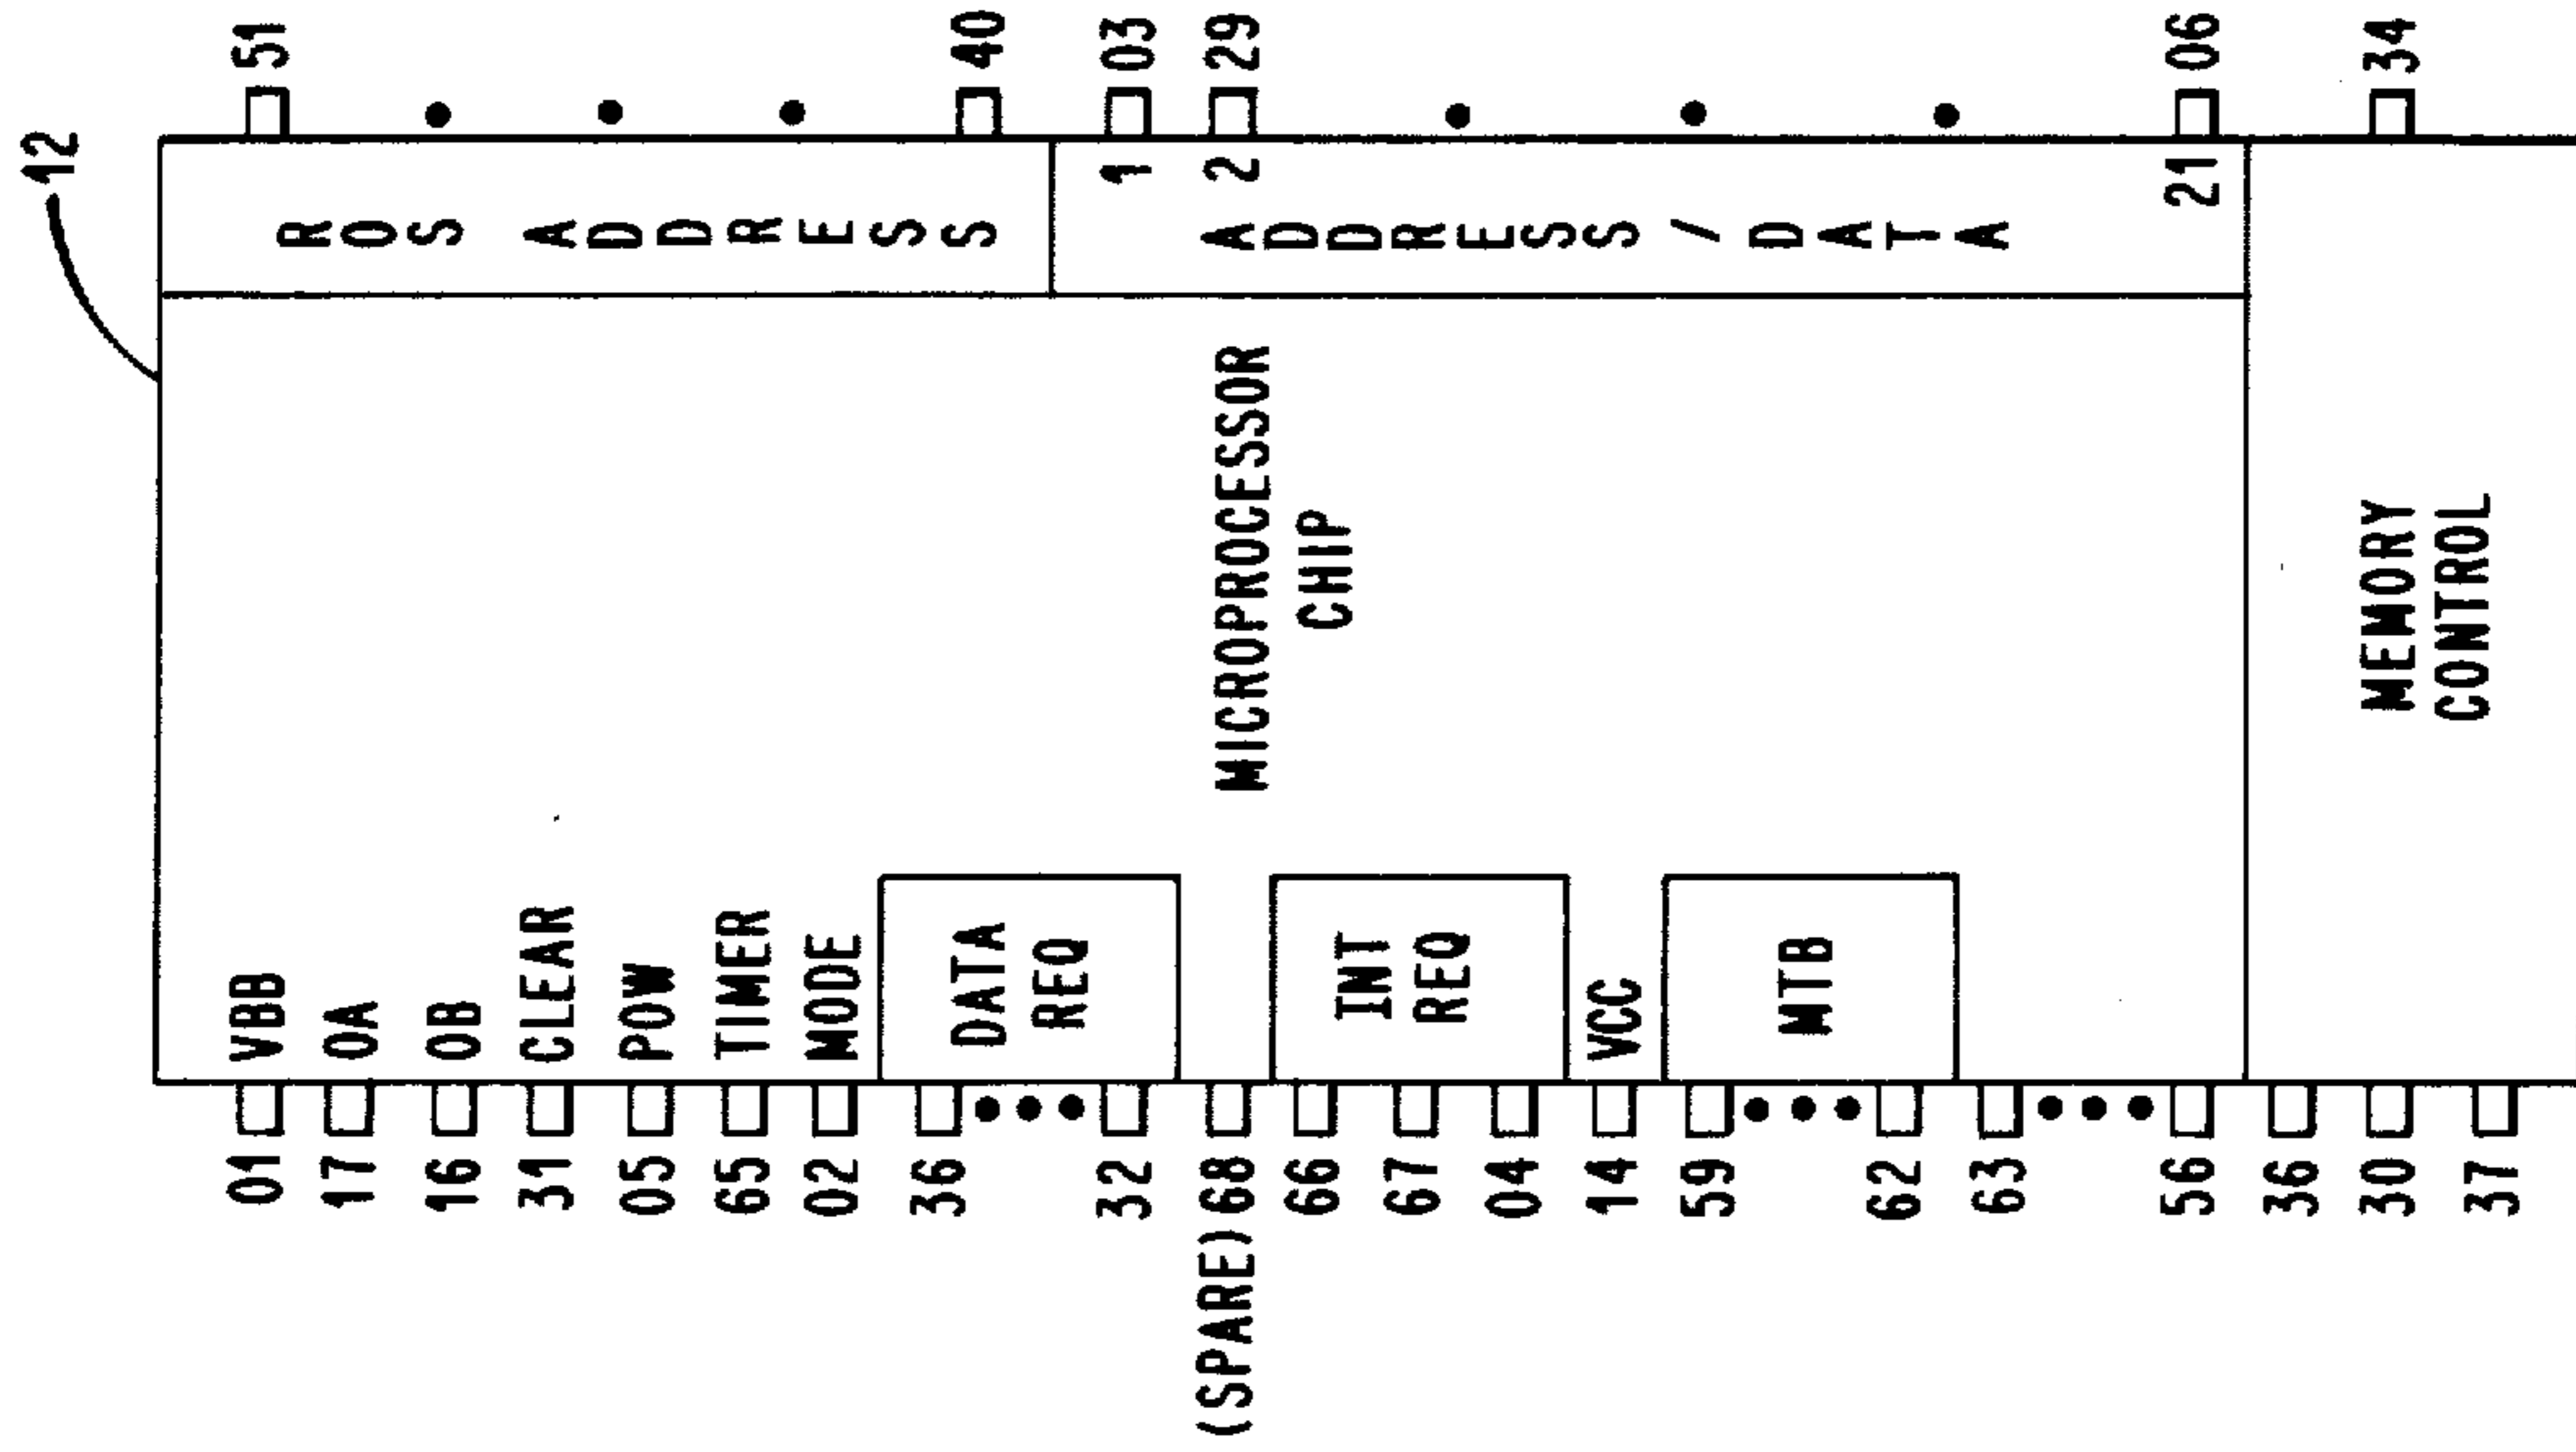 12
01 VBB
17 OA
16 OB
31 CLEAR
05 POW
65 TIMER
02 MODE
36
DATA
REQ
32
(SPARE) 68
66
INT
REQ
67
04
14 VCC
59
MTB
62
63
56
36
30
37
MICROPROCESSOR
CHIP
MEMORY
CONTROL
ROS ADDRESS
51
40
ADDRESS/DATA
1 03
2 29
21 06
34